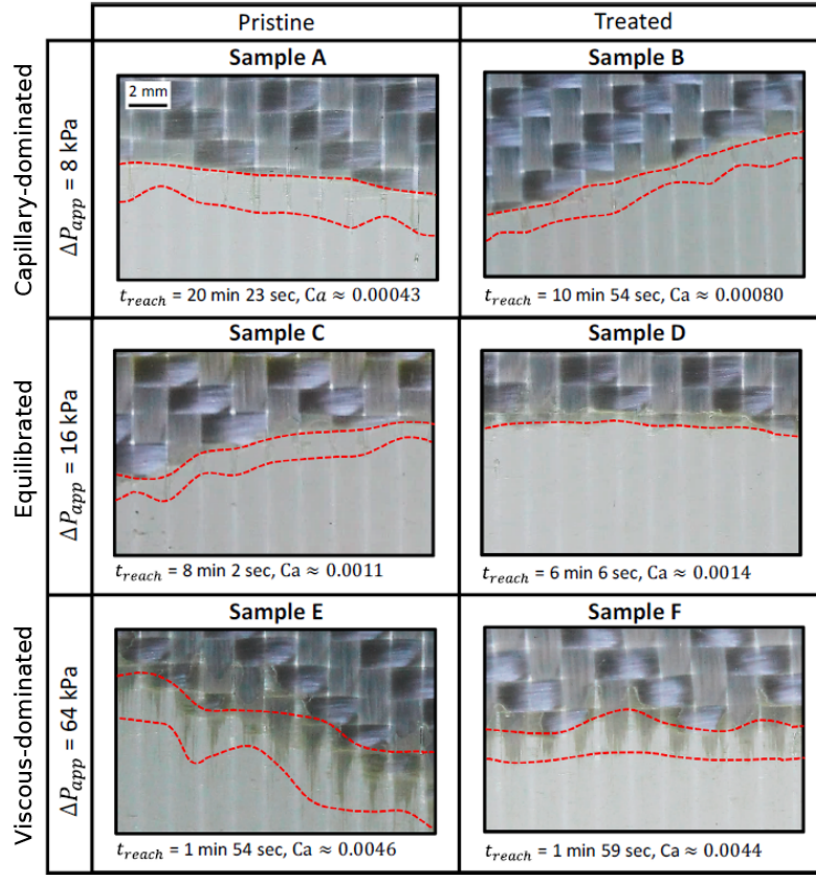 Pristine
Treated
Capillary-dominated
ΔP_app = 8 kPa
Sample A
2 mm
t_reach = 20 min 23 sec, Ca ≈ 0.00043
Sample B
t_reach = 10 min 54 sec, Ca ≈ 0.00080
Equilibrated
ΔP_app = 16 kPa
Sample C
t_reach = 8 min 2 sec, Ca ≈ 0.0011
Sample D
t_reach = 6 min 6 sec, Ca ≈ 0.0014
Viscous-dominated
ΔP_app = 64 kPa
Sample E
t_reach = 1 min 54 sec, Ca ≈ 0.0046
Sample F
t_reach = 1 min 59 sec, Ca ≈ 0.0044